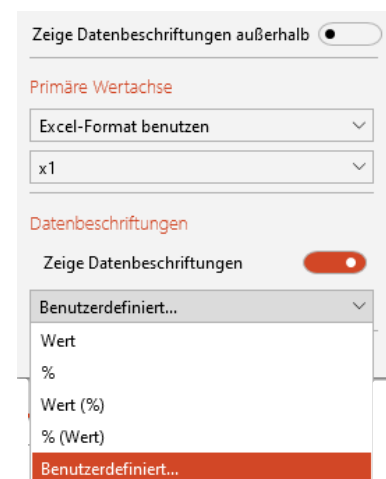 Zeige Datenbeschriftungen außerhalb
Primäre Wertachse
Excel-Format benutzen
x1
Datenbeschriftungen
Zeige Datenbeschriftungen
Benutzerdefiniert...
Wert
%
Wert (%)
% (Wert)
Benutzerdefiniert...